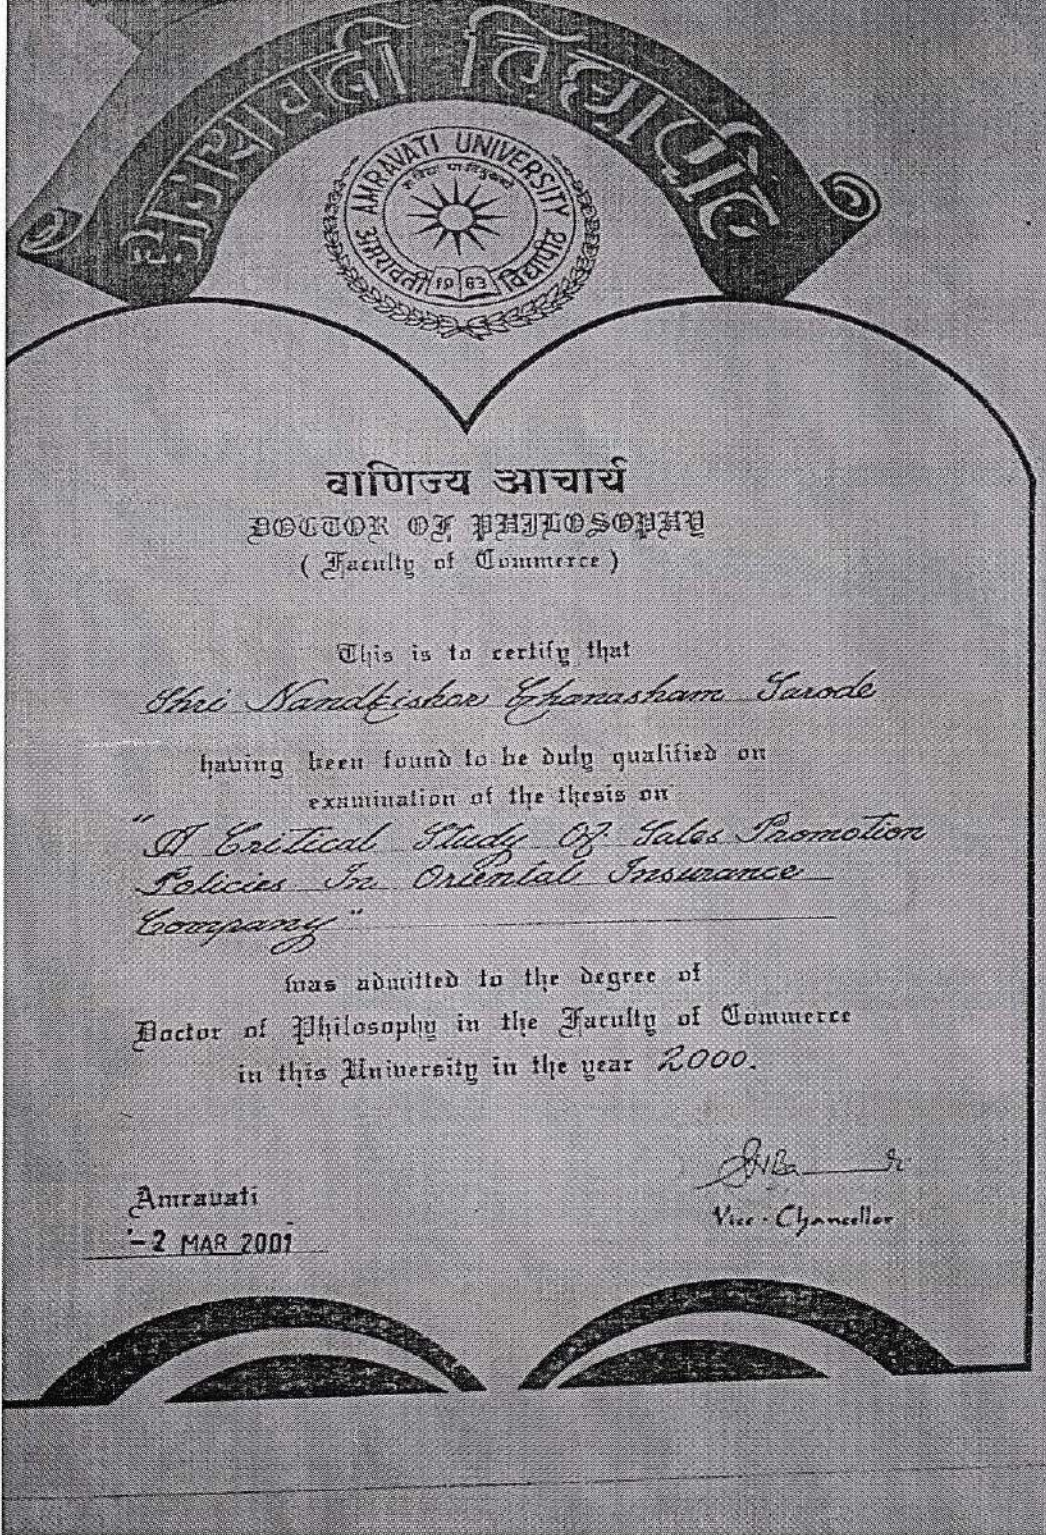 अमरावती विद्यापीठ
AMRAVATI UNIVERSITY
अमरावती विद्यापीठ
1983
वाणिज्य आचार्य
DOCTOR OF PHILOSOPHY
( Faculty of Commerce )
This is to certify that
Shri Nandkishor Ghanasham Sarode
having been found to be duly qualified on
examination of the thesis on
"A Critical Study Of Sales Promotion
Policies In Oriental Insurance
Company"
was admitted to the degree of
Doctor of Philosophy in the Faculty of Commerce
in this University in the year 2000.
Amravati
Vice-Chancellor
-2 MAR 2001